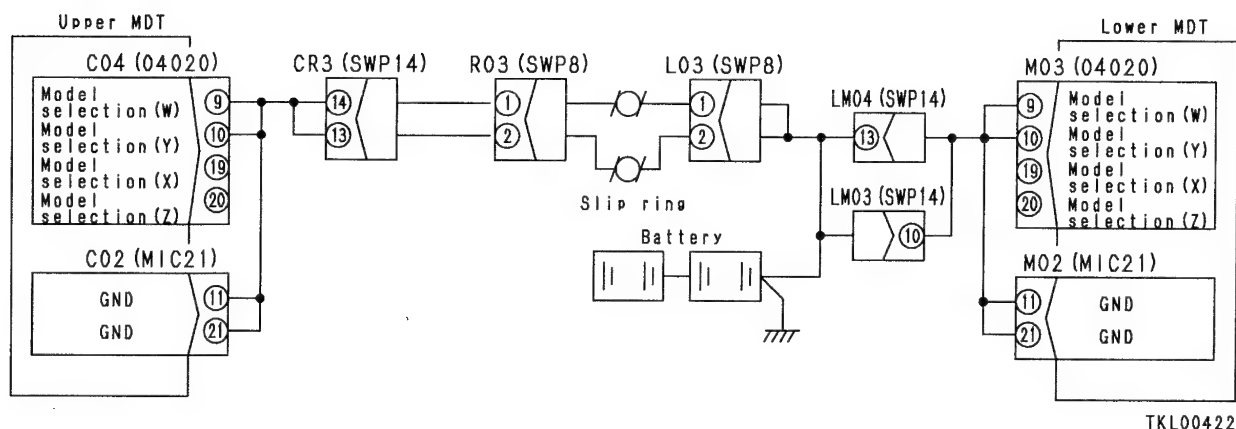 Upper MDT
C04 (04020)
Model
selection (W)
Model
selection (Y)
Model
selection (X)
Model
selection (Z)
9
10
19
20
C02 (MIC21)
GND
GND
11
21
CR3 (SWP14)
14
13
R03 (SWP8)
1
2
Slip ring
L03 (SWP8)
1
2
Battery
LM04 (SWP14)
13
LM03 (SWP14)
10
Lower MDT
M03 (04020)
9
10
19
20
Model
selection (W)
Model
selection (Y)
Model
selection (X)
Model
selection (Z)
M02 (MIC21)
11
21
GND
GND
TKL00422